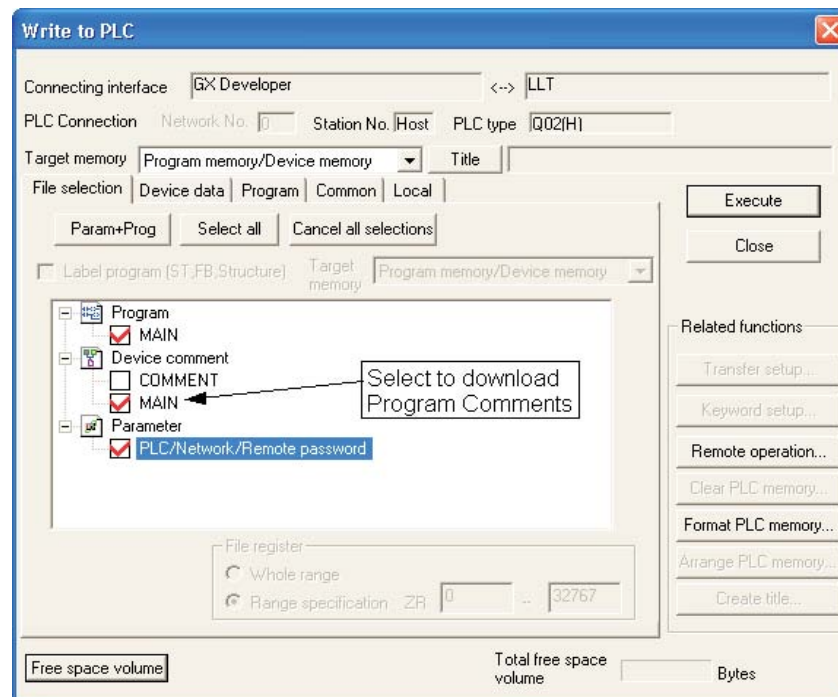 Write to PLC
Connecting interface GX Developer <--> LLT
PLC Connection Network No. 0 Station No. Host PLC type Q02(H)
Target memory Program memory/Device memory Title
File selection Device data Program Common Local
Execute
Param+Prog Select all Cancel all selections
Close
Label program (ST,FB,Structure) Target memory Program memory/Device memory
Program
MAIN
Device comment
COMMENT
MAIN
Parameter
PLC/Network/Remote password
Select to download
Program Comments
Related functions
Transfer setup...
Keyword setup...
Remote operation...
Clear PLC memory...
Format PLC memory...
Arrange PLC memory...
Create title...
File register
Whole range
Range specification ZR 0 -- 32767
Free space volume
Total free space
volume Bytes